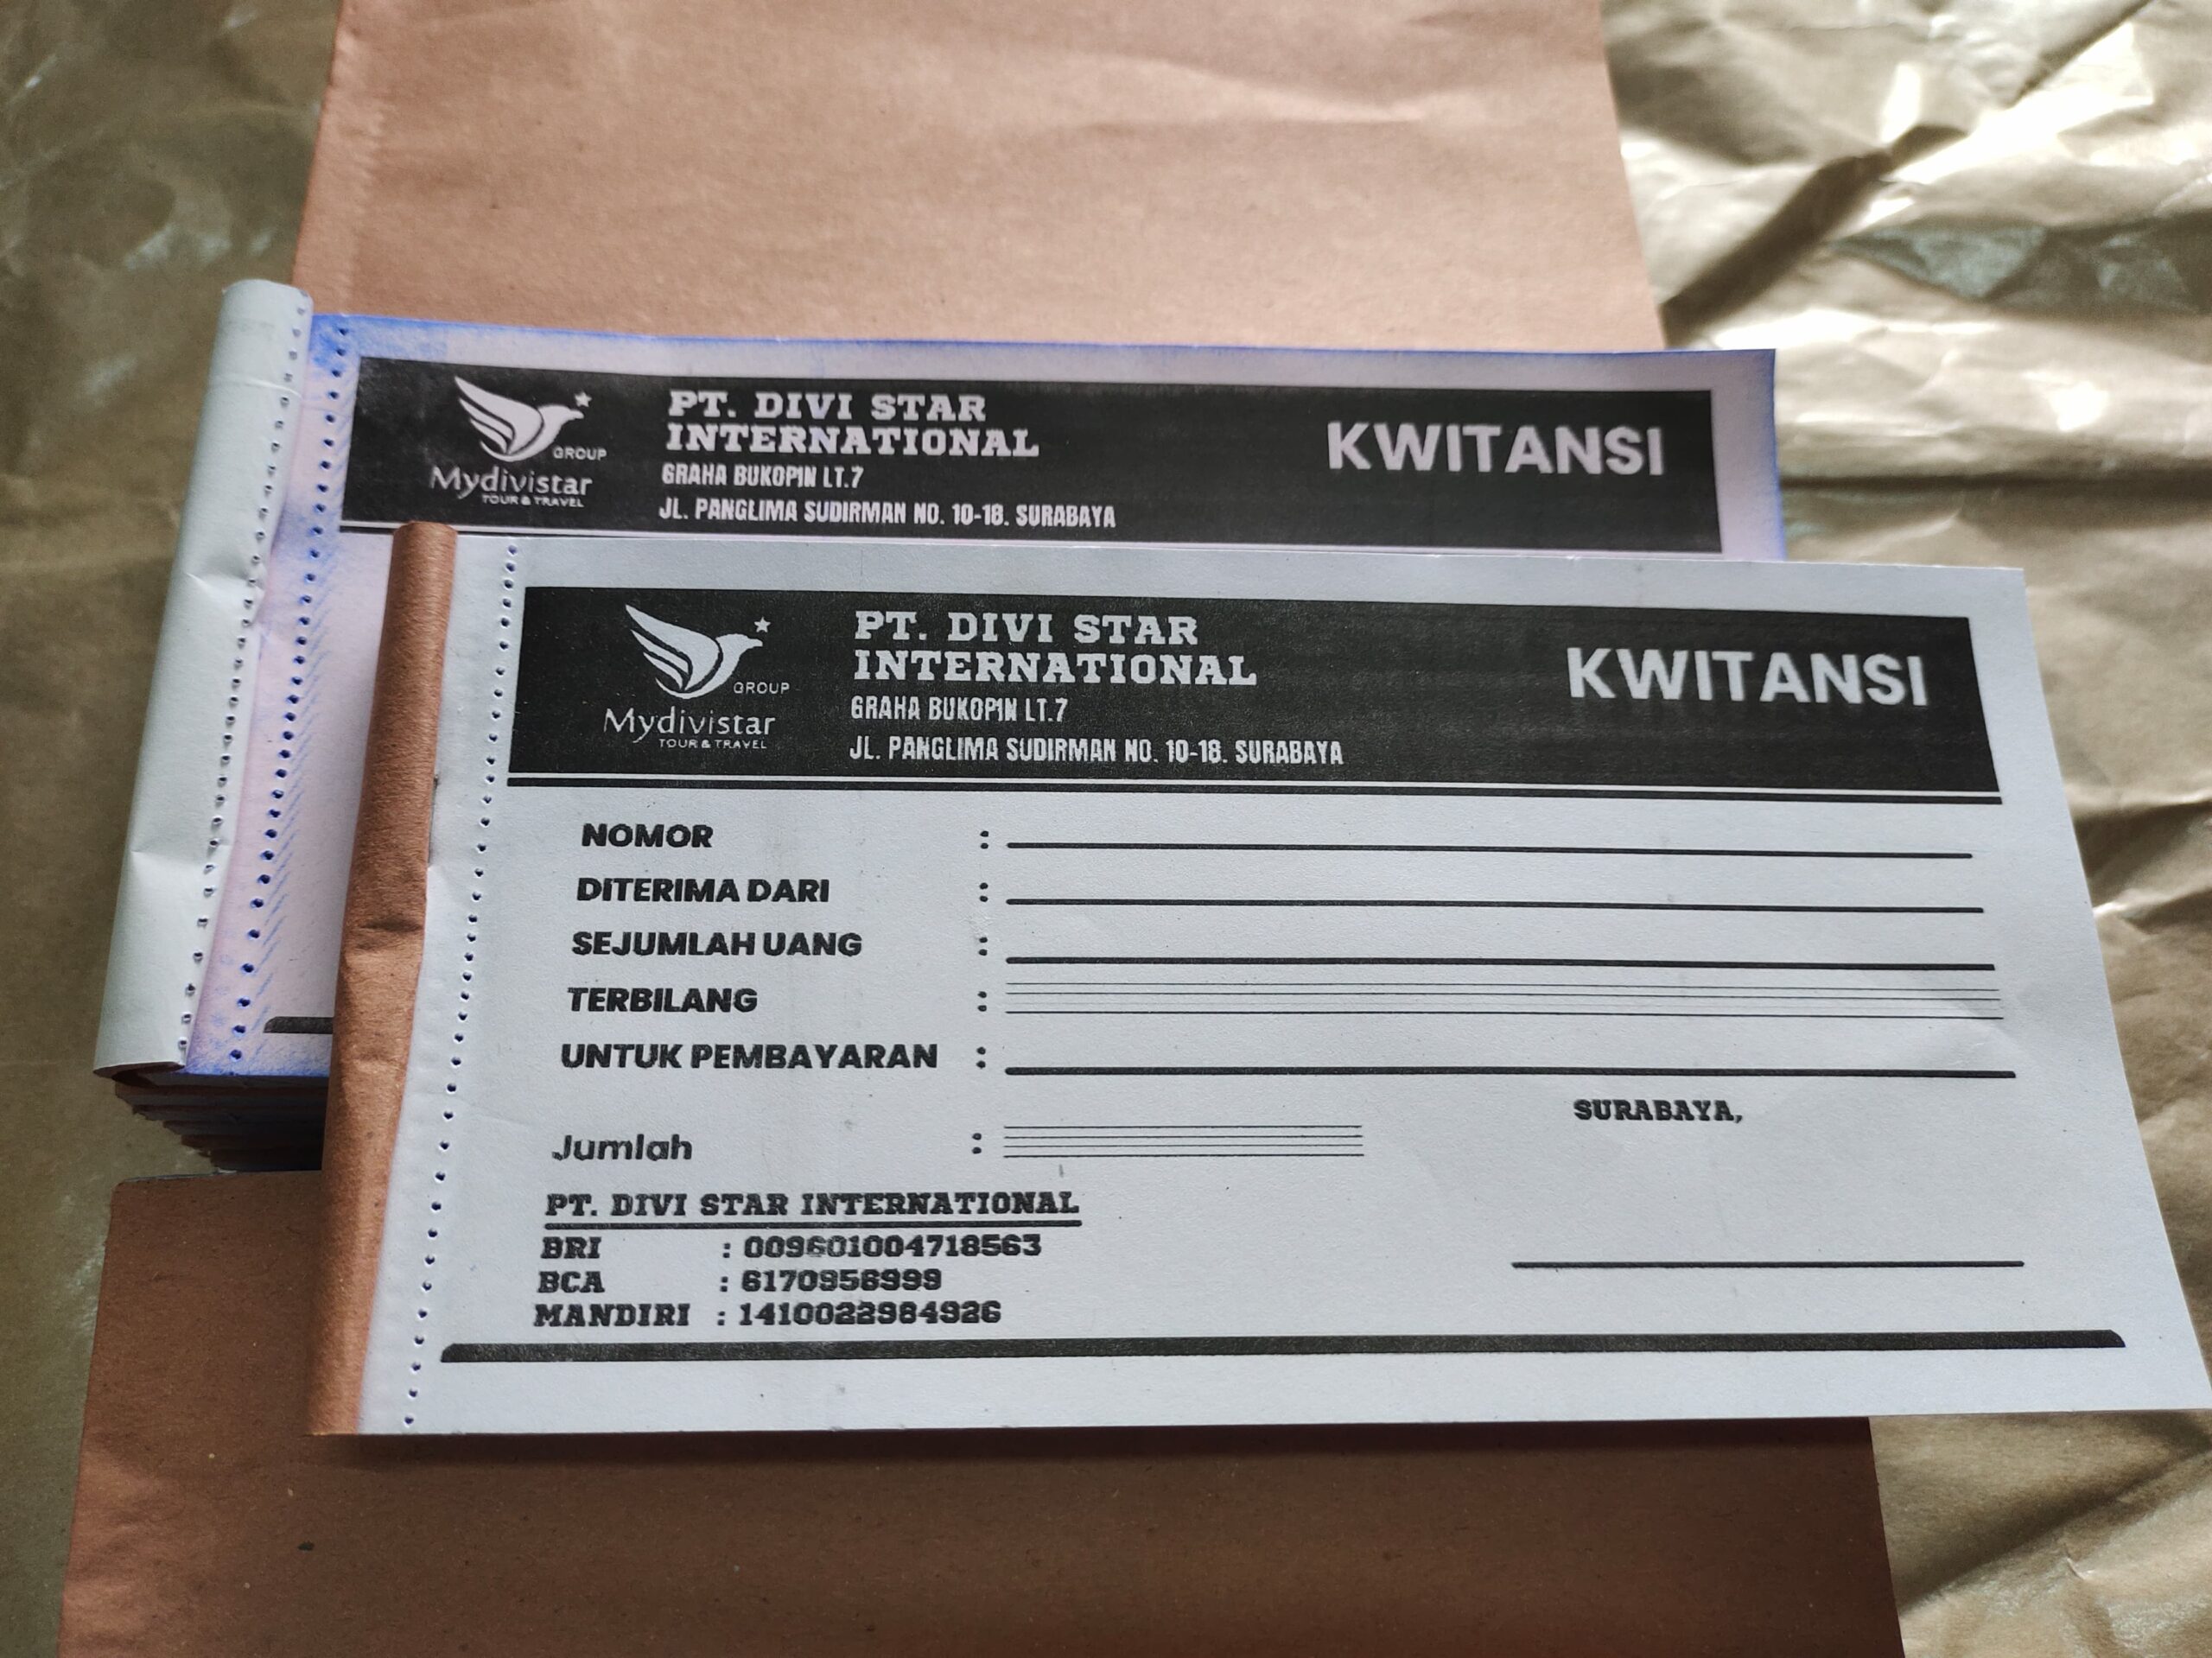 GROUP
Mydivistar
TOUR & TRAVEL
PT. DIVI STAR
INTERNATIONAL
GRAHA BUKOPIN LT.7
JL. PANGLIMA SUDIRMAN NO. 10-18. SURABAYA
KWITANSI
GROUP
Mydivistar
TOUR & TRAVEL
PT. DIVI STAR
INTERNATIONAL
GRAHA BUKOPIN LT.7
JL. PANGLIMA SUDIRMAN NO. 10-18. SURABAYA
KWITANSI
NOMOR :
DITERIMA DARI :
SEJUMLAH UANG :
TERBILANG :
UNTUK PEMBAYARAN :
SURABAYA,
Jumlah :
PT. DIVI STAR INTERNATIONAL
BRI : 009601004718563
BCA :
MANDIRI : 1410022984926